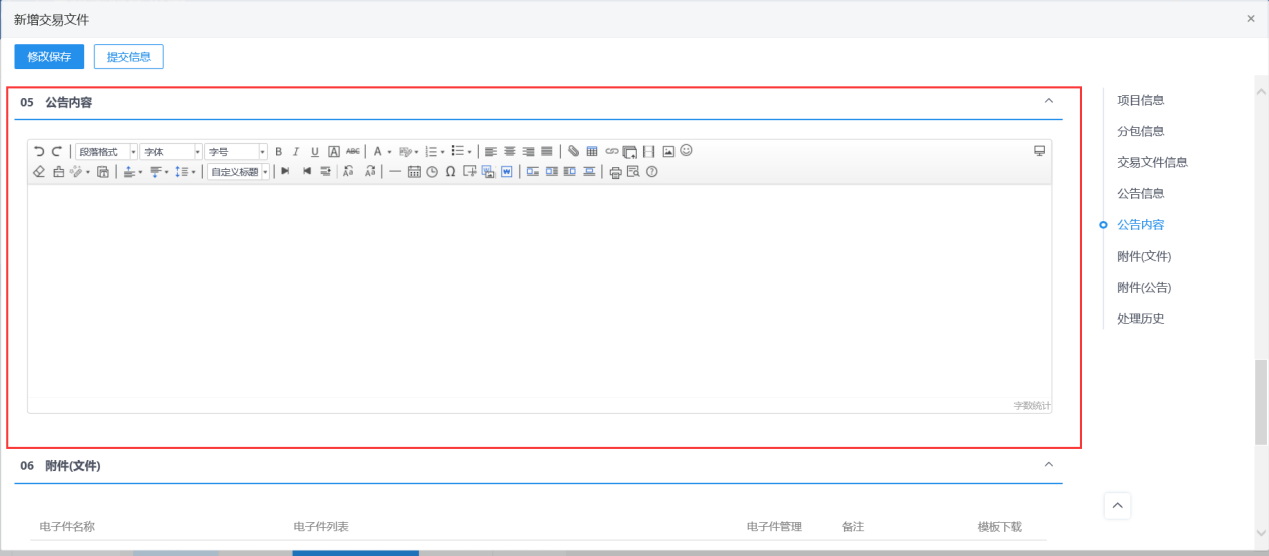 新增交易文件
×
修改保存 提交信息
05 公告内容
段落格式 字体 字号 B I U A ABC A
自定义标题
字数统计
06 附件(文件)
电子件名称 电子件列表 电子件管理 备注 模板下载
项目信息
分包信息
交易文件信息
公告信息
公告内容
附件(文件)
附件(公告)
处理历史